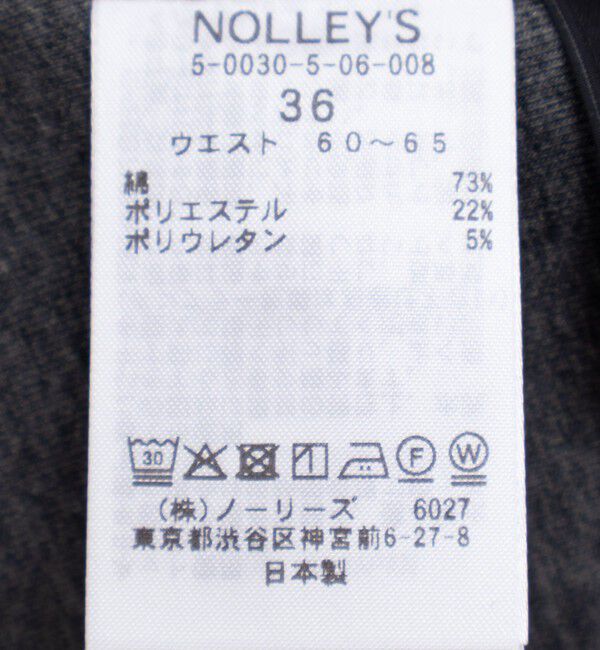 NOLLEY'S
5-0030-5-06-008
36
ウエスト 60～65
綿 73%
ポリエステル 22%
ポリウレタン 5%
30 F W
(株)ノーリーズ 6027
東京都渋谷区神宮前6-27-8
日本製